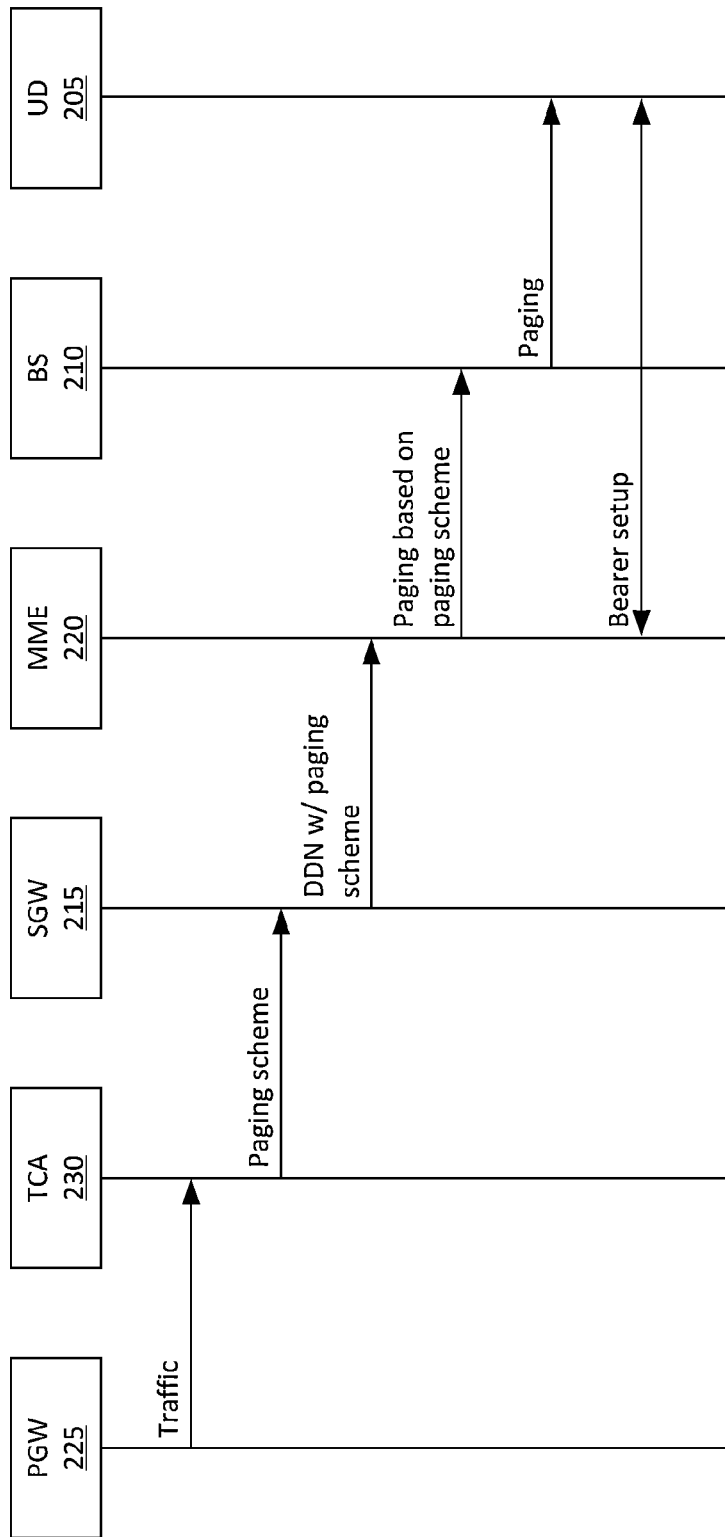 PGW
225
TCA
230
SGW
215
MME
220
BS
210
UD
205
Traffic
Paging scheme
DDN w/ paging
scheme
Paging based on
paging scheme
Paging
Bearer setup